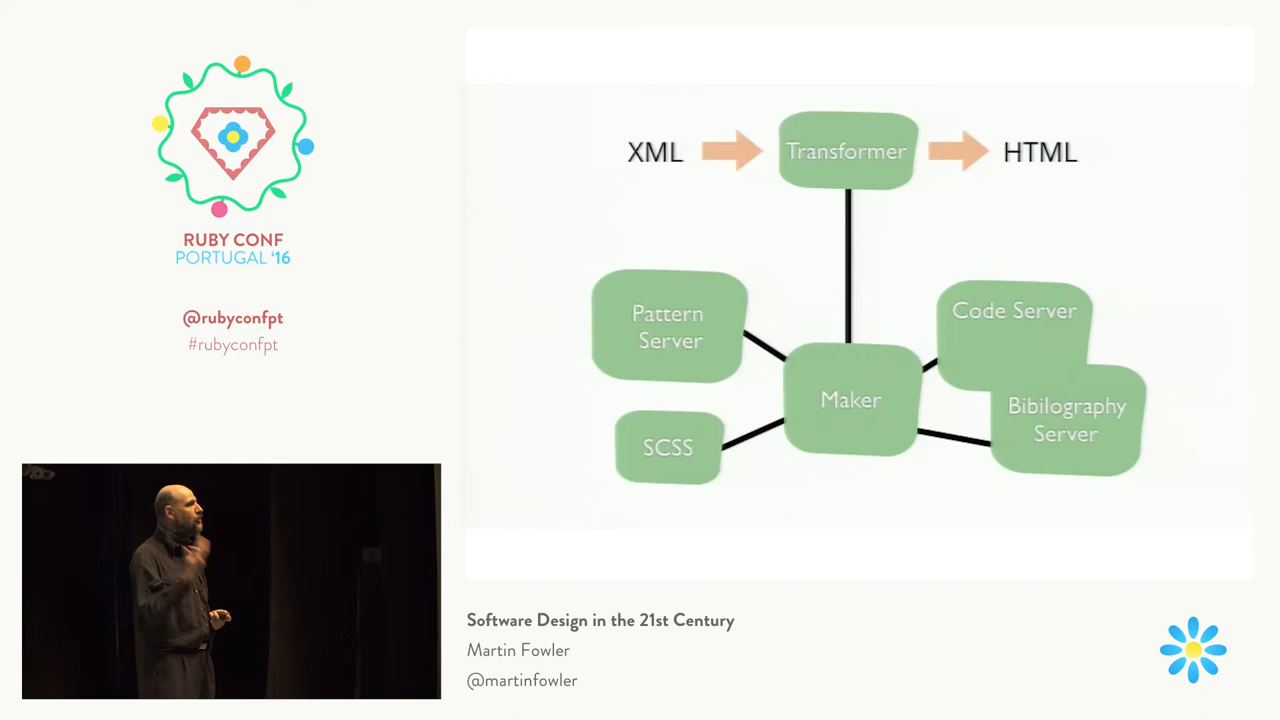 RUBY CONF
PORTUGAL ‘16
@rubyconfpt
#rubyconfpt
XML
Transformer
HTML
Pattern
Server
Code Server
Maker
Bibilography
Server
SCSS
Software Design in the 21st Century
Martin Fowler
@martinfowler